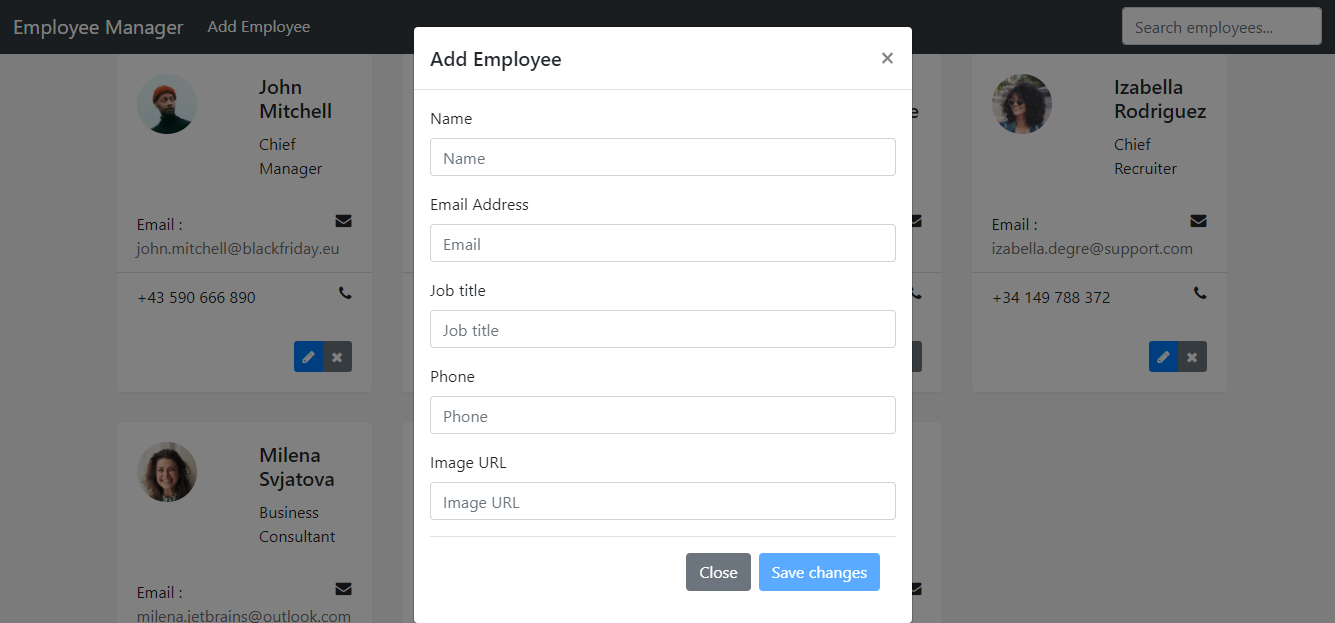 Employee Manager
Add Employee
Search employees...
Add Employee
×
Name
Name
Email Address
Email
Job title
Job title
Phone
Phone
Image URL
Image URL
Close
Save changes
John
Mitchell
Chief
Manager
Email :
john.mitchell@blackfriday.eu
+43 590 666 890
Izabella
Rodriguez
Chief
Recruiter
Email :
izabella.degre@support.com
+34 149 788 372
Milena
Svjatova
Business
Consultant
Email :
milena.jetbrains@outlook.com